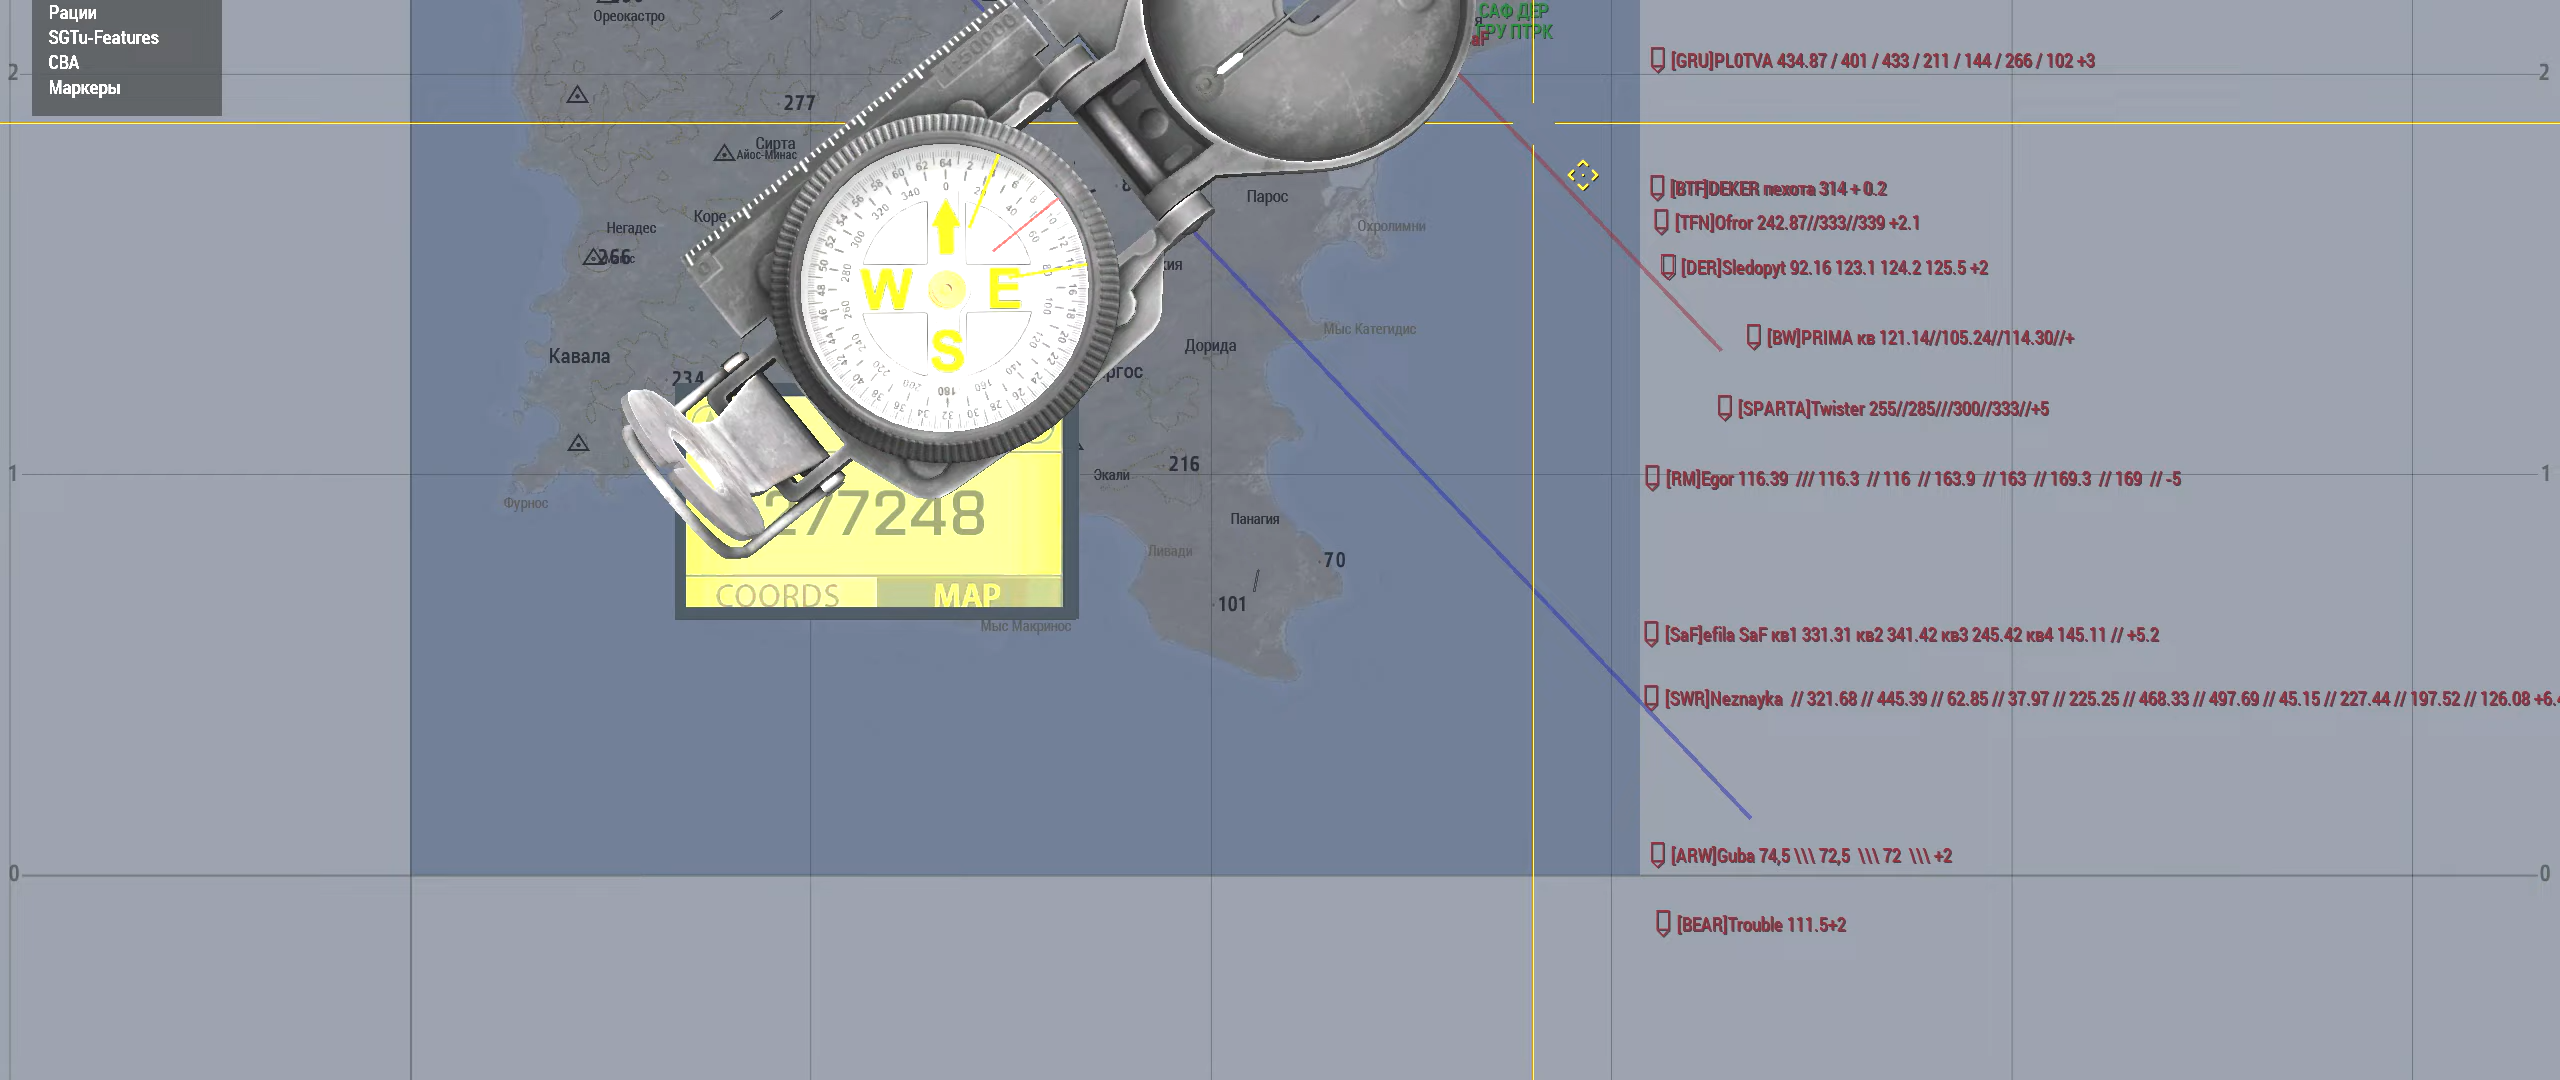 Рации
SGTu-Features
CBA
Маркеры
Ореокастро
САФ ДЕР
ГРУ ПТРК
[GRU]PL0TVA 434.87 / 401 / 433 / 211 / 144 / 266 / 102 +3
2
2
1:50000
277
Сирта
Айос-Минас
[BTF]DEKER пехота 314 + 0.2
Парос
Коре
Негадес
[TFN]Ofror 242.87//333//339 +2.1
Охролимни
266
[DER]Sledopyt 92.16 123.1 124.2 125.5 +2
W E
S
Мыс Категидис
[BW]PRIMA кв 121.14//105.24//114.30//+
Дорида
Кавала
234
[SPARTA]Twister 255//285///300//333//+5
216
Экали
1
1
[RM]Egor 116.39 /// 116.3 // 116 // 163.9 // 163 // 169.3 // 169 // -5
Фурнос
277248
Панагия
Ливади
70
COORDS MAP
101
Мыс Макринос
[SaF]efila SaF кв1 331.31 кв2 341.42 кв3 245.42 кв4 145.11 // +5.2
[SWR]Neznayka // 321.68 // 445.39 // 62.85 // 37.97 // 225.25 // 468.33 // 497.69 // 45.15 // 227.44 // 197.52 // 126.08
[ARW]Guba 74,5 \\\ 72,5 \\\ 72 \\\ +2
0
0
[BEAR]Trouble 111.5+2